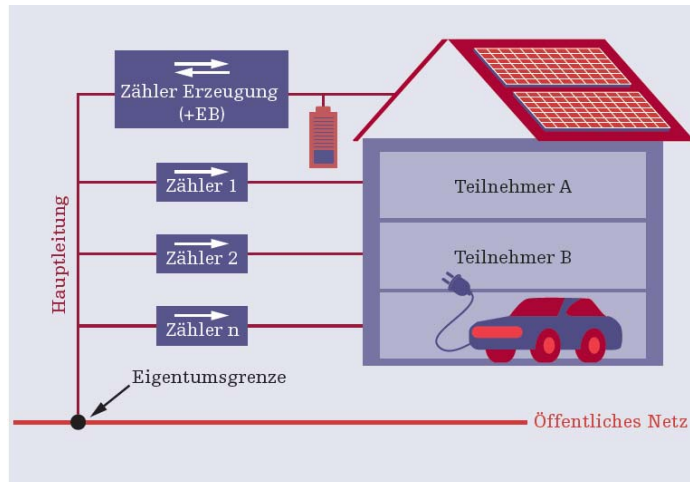 Zähler Erzeugung
(+EB)
Zähler 1
Teilnehmer A
Hauptleitung
Zähler 2
Teilnehmer B
Zähler n
Eigentumsgrenze
Öffentliches Netz